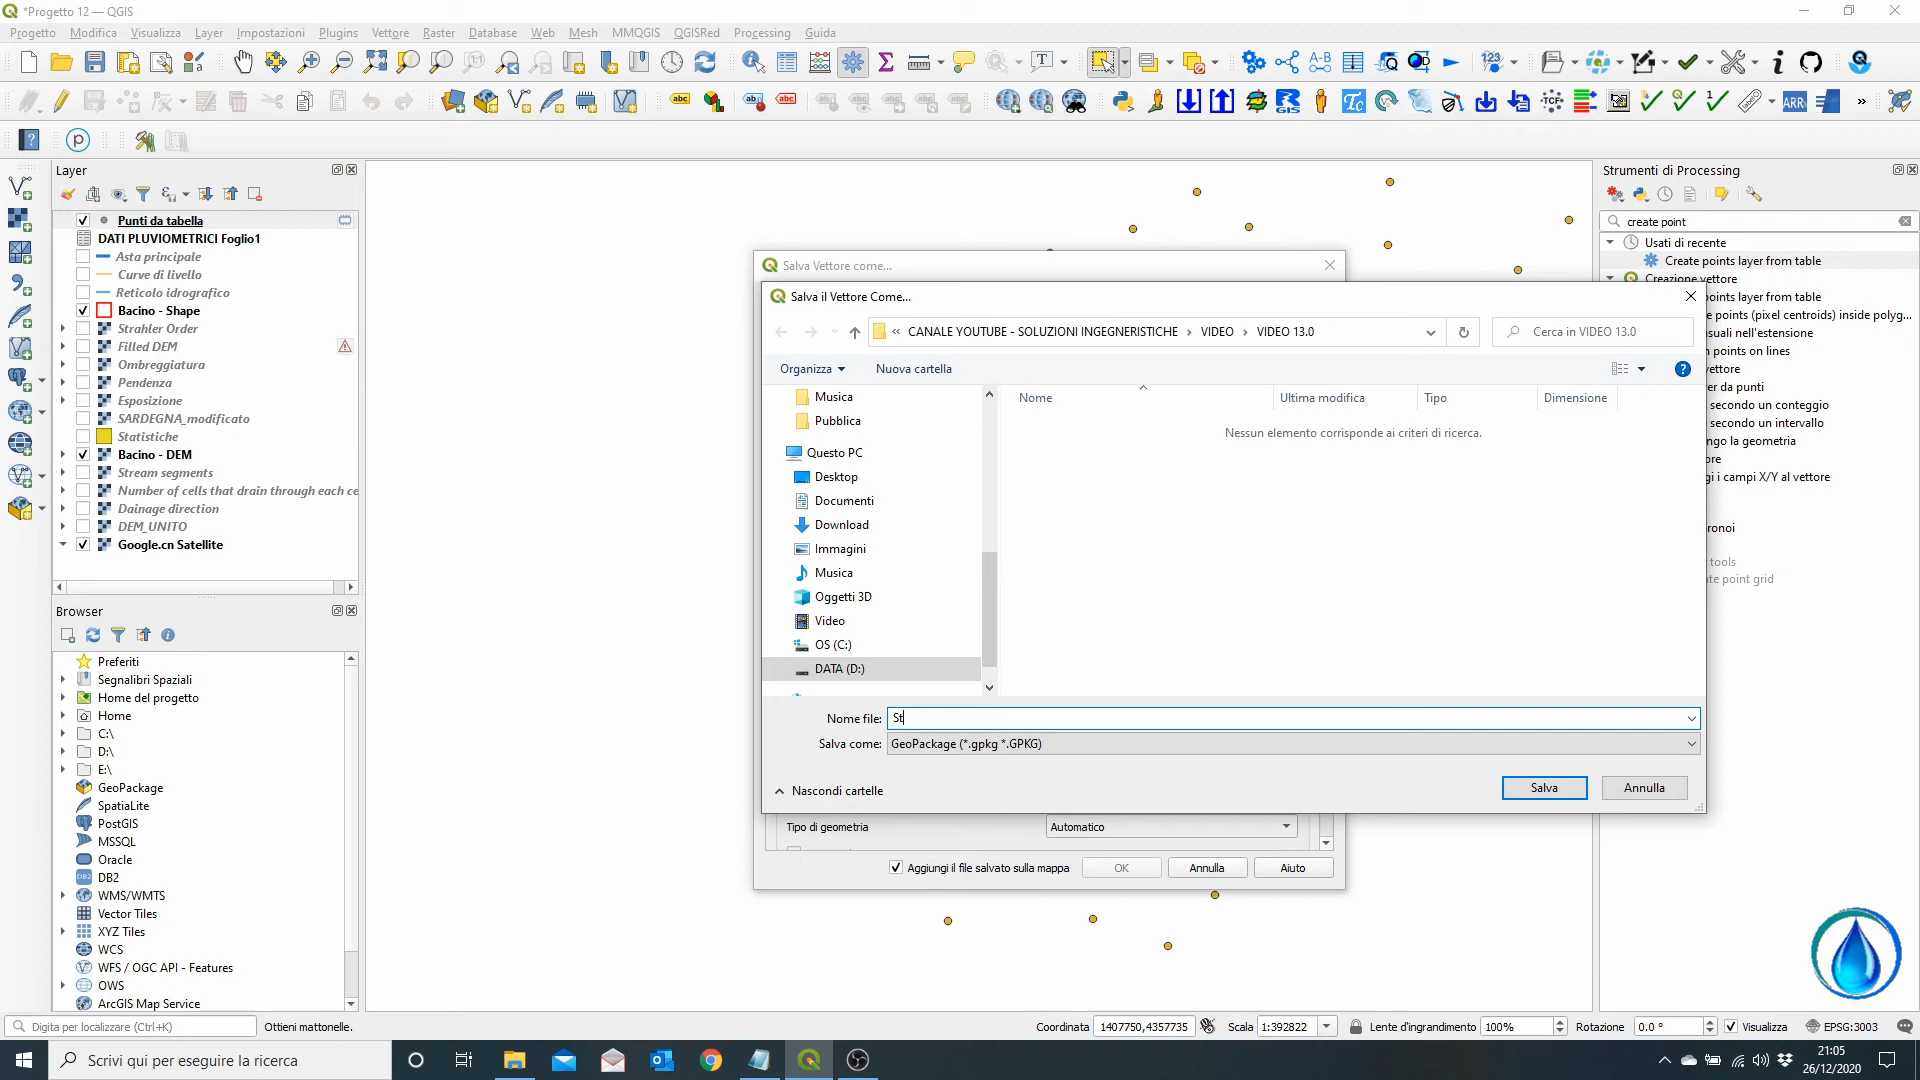 *Progetto 12 — QGIS
Progetto Modifica Visualizza Layer Impostazioni Plugins Vettore Raster Database Web Mesh MMQGIS QGISRed Processing Guida
Layer
Punti da tabella
DATI PLUVIOMETRICI Foglio1
Asta principale
Curve di livello
Reticolo idrografico
Bacino - Shape
Strahler Order
Filled DEM
Ombreggiatura
Pendenza
Esposizione
SARDEGNA_modificato
Statistiche
Bacino - DEM
Stream segments
Number of cells that drain through each ce
Dainage direction
DEM_UNITO
Google.cn Satellite
Browser
Preferiti
Segnalibri Spaziali
Home del progetto
Home
C:\
D:\
E:\
GeoPackage
SpatiaLite
PostGIS
MSSQL
Oracle
DB2
WMS/WMTS
Vector Tiles
XYZ Tiles
WCS
WFS / OGC API - Features
OWS
ArcGIS Map Service
Salva Vettore come...
Salva il Vettore Come...
« CANALE YOUTUBE - SOLUZIONI INGEGNERISTICHE › VIDEO › VIDEO 13.0
Cerca in VIDEO 13.0
Organizza Nuova cartella
Musica
Pubblica
Questo PC
Desktop
Documenti
Download
Immagini
Musica
Oggetti 3D
Video
OS (C:)
DATA (D:)
Nome Ultima modifica Tipo Dimensione
Nessun elemento corrisponde ai criteri di ricerca.
Nome file: St
Salva come: GeoPackage (*.gpkg *.GPKG)
Nascondi cartelle
Salva Annulla
Tipo di geometria Automatico
Aggiungi il file salvato sulla mappa OK Annulla Aiuto
Strumenti di Processing
create point
Usati di recente
Create points layer from table
Creazione vettore
points layer from table
points (pixel centroids) inside polyg...
suali nell'estensione
points on lines
vettore
er da punti
secondo un conteggio
secondo un intervallo
ngo la geometria
ore
i i campi X/Y al vettore
ronoi
tools
te point grid
Digita per localizzare (Ctrl+K) Ottieni mattonelle. Coordinata 1407750,4357735 Scala 1:392822 Lente d'ingrandimento 100% Rotazione 0.0 ° Visualizza EPSG:3003
Scrivi qui per eseguire la ricerca
21:05
26/12/2020